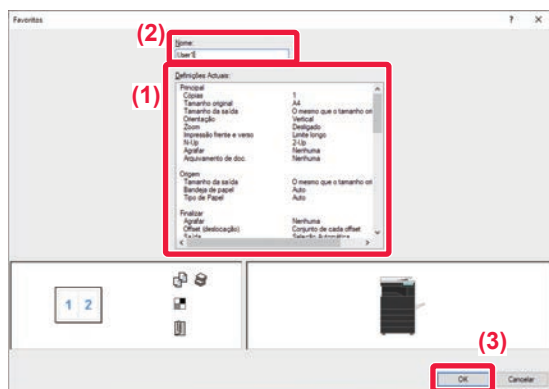 Favoritos ? X
(2)
Nome:
User1
Definições Actuais:
(1)
Principal
Cópias 1
Tamanho original A4
Tamanho da saída O mesmo que o tamanho ori
Orientação Vertical
Zoom Desligado
Impressão frente e verso Limite longo
N-Up 2-Up
Agrafar Nenhuma
Arquivamento de doc. Nenhuma
Origem
Tamanho da saída O mesmo que o tamanho ori
Bandeja de papel Auto
Tipo de Papel Auto
Finalizar
Agrafar Nenhuma
Offset (deslocação) Conjunto de cada offset
Saída Selecção Automática
1 2
(3)
OK Cancelar